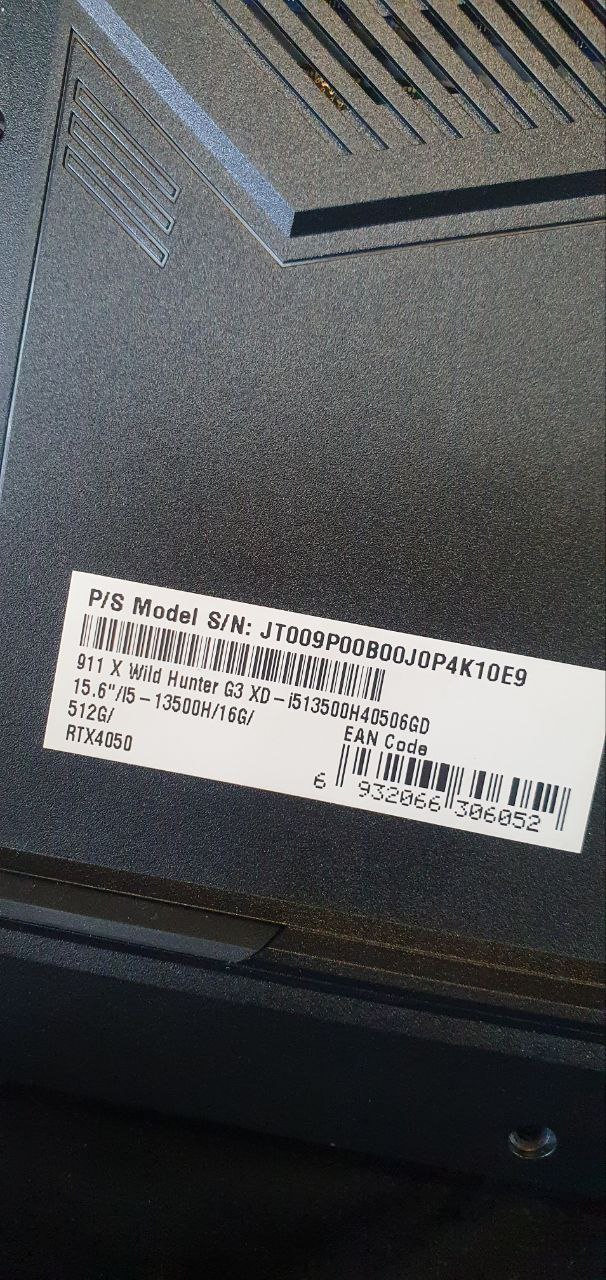 P/S Model S/N: JT009P00B00J0P4K10E9
911 X Wild Hunter G3 XD-i513500H40506GD
15.6"/I5-13500H/16G/
512G/
RTX4050
EAN Code
6 932066 306052